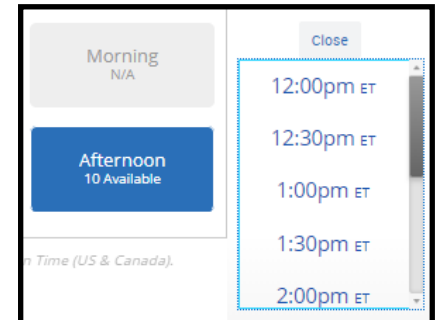 Morning
N/A
Afternoon
10 Available
n Time (US & Canada).
Close
12:00pm ET
12:30pm ET
1:00pm ET
1:30pm ET
2:00pm ET